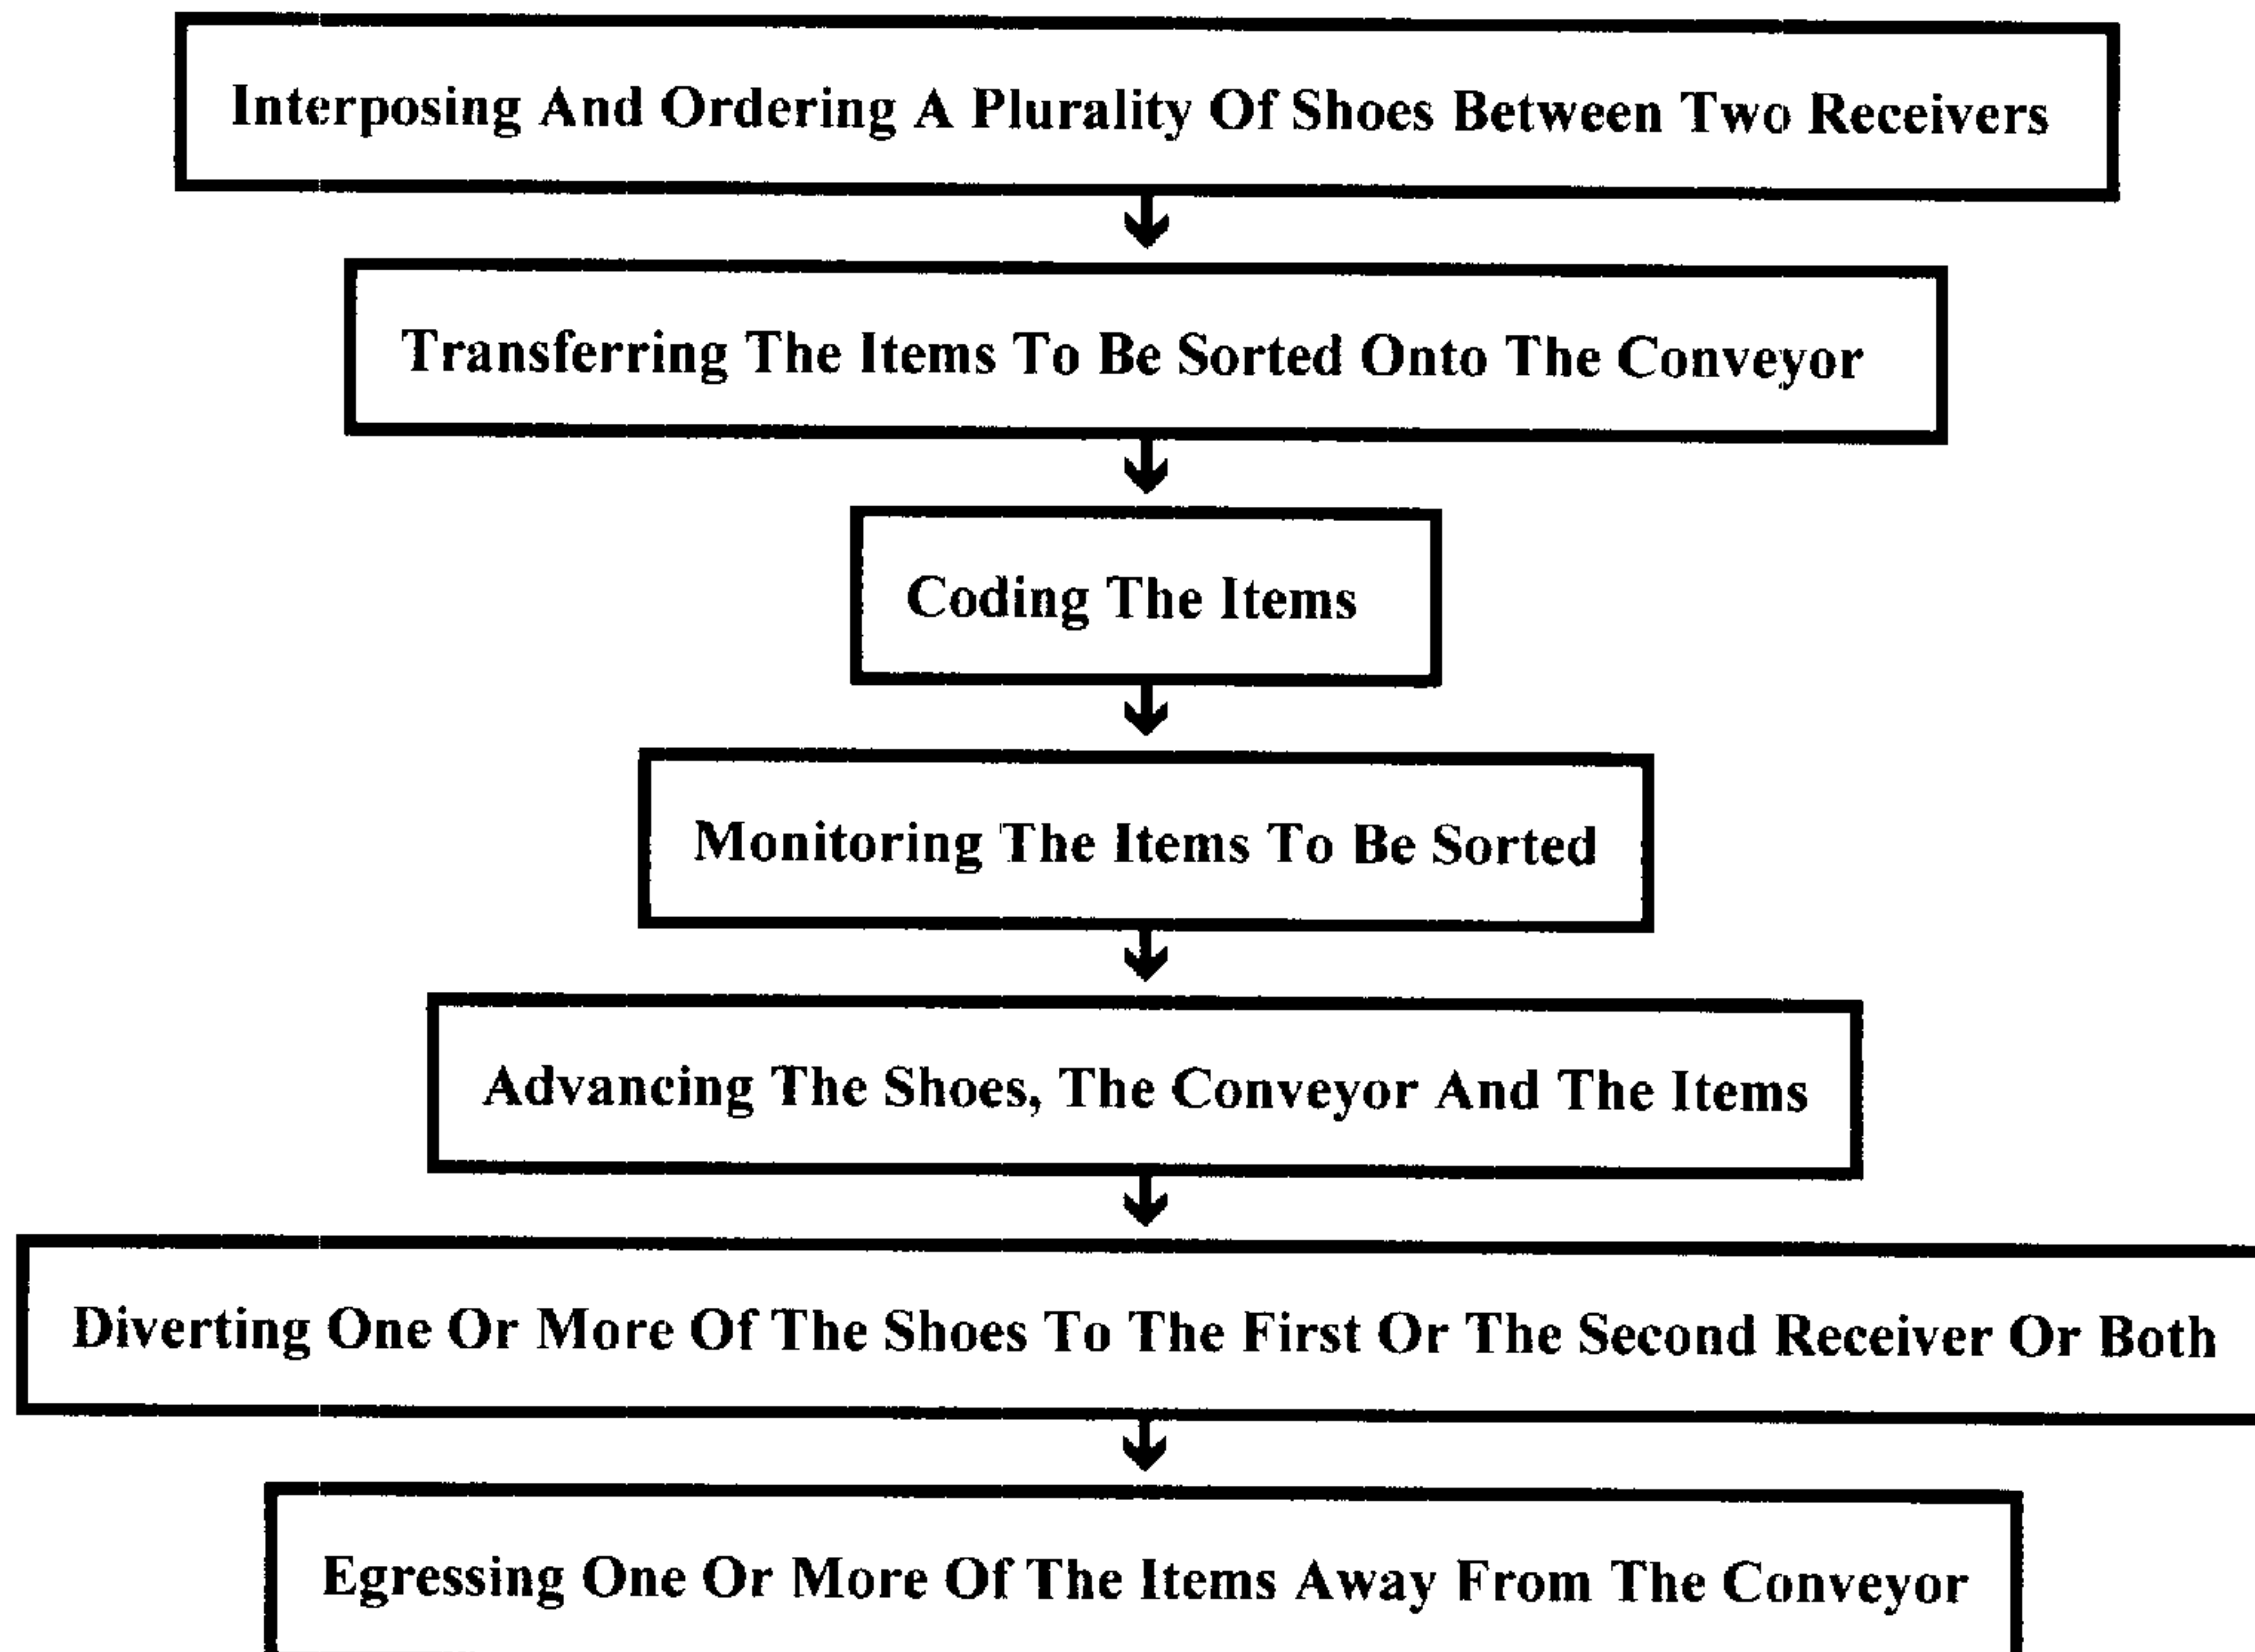 Interposing And Ordering A Plurality Of Shoes Between Two Receivers
Transferring The Items To Be Sorted Onto The Conveyor
Coding The Items
Monitoring The Items To Be Sorted
Advancing The Shoes, The Conveyor And The Items
Diverting One Or More Of The Shoes To The First Or The Second Receiver Or Both
Egressing One Or More Of The Items Away From The Conveyor